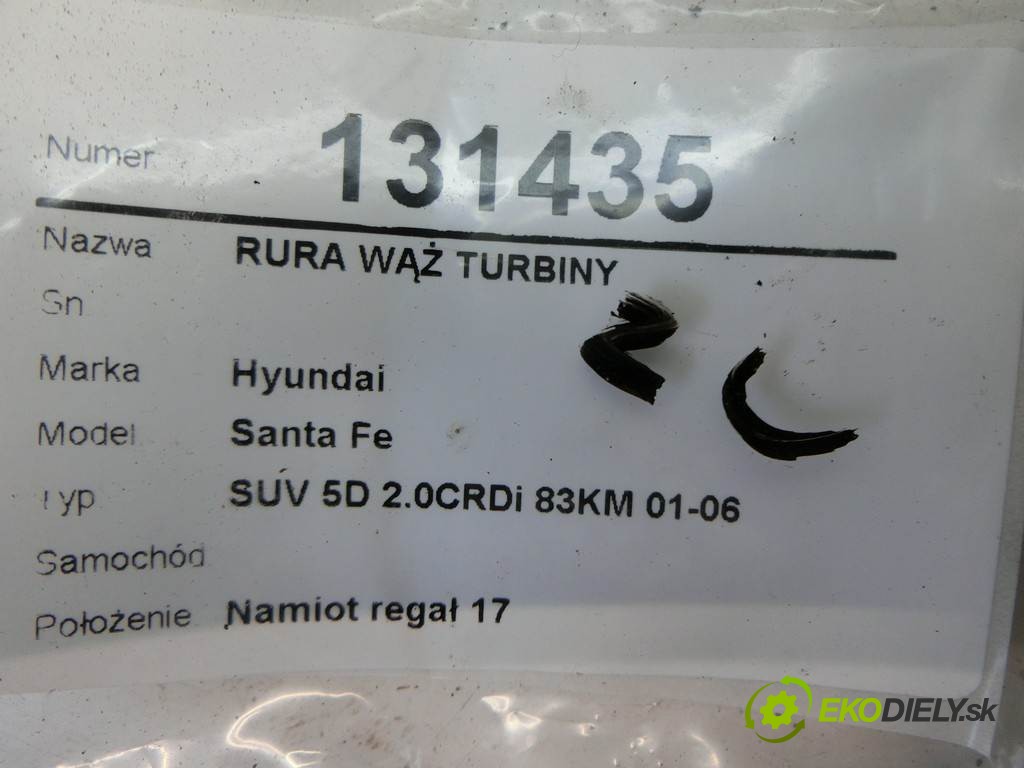 Numer 131435
Nazwa RURA WĄŻ TURBINY
Sn
Marka Hyundai
Model Santa Fe
Typ SUV 5D 2.0CRDi 83KM 01-06
Samochód
Położenie Namiot regał 17
EKODIELY.sk